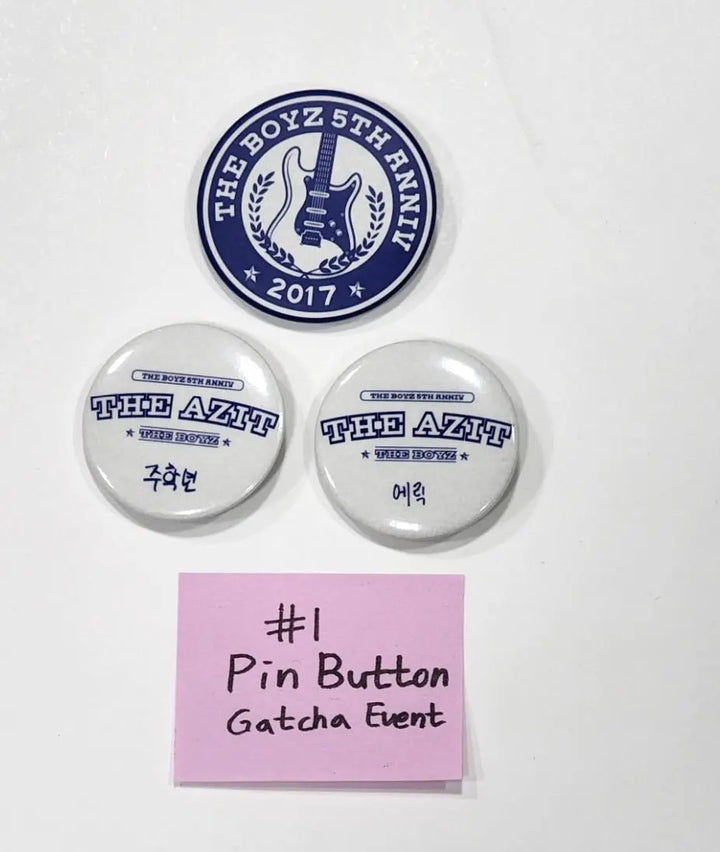 THE BOYZ 5TH ANNIV
2017
THE BOYZ 5TH ANNIV
THE AZIT
THE BOYZ
주학년
THE BOYZ 5TH ANNIV
THE AZIT
THE BOYZ
에릭
#1
Pin Button
Gatcha Event